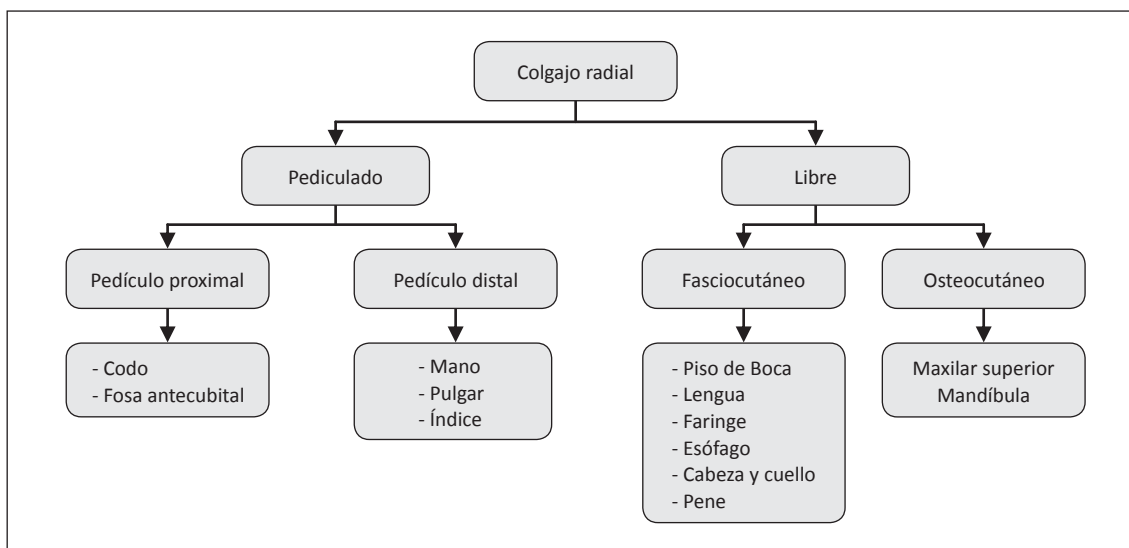 Colgajo radial
Pediculado
Libre
Pedículo proximal
Pedículo distal
Fasciocutáneo
Osteocutáneo
- Codo
- Fosa antecubital
- Mano
- Pulgar
- Índice
- Piso de Boca
- Lengua
- Faringe
- Esófago
- Cabeza y cuello
- Pene
Maxilar superior
Mandíbula